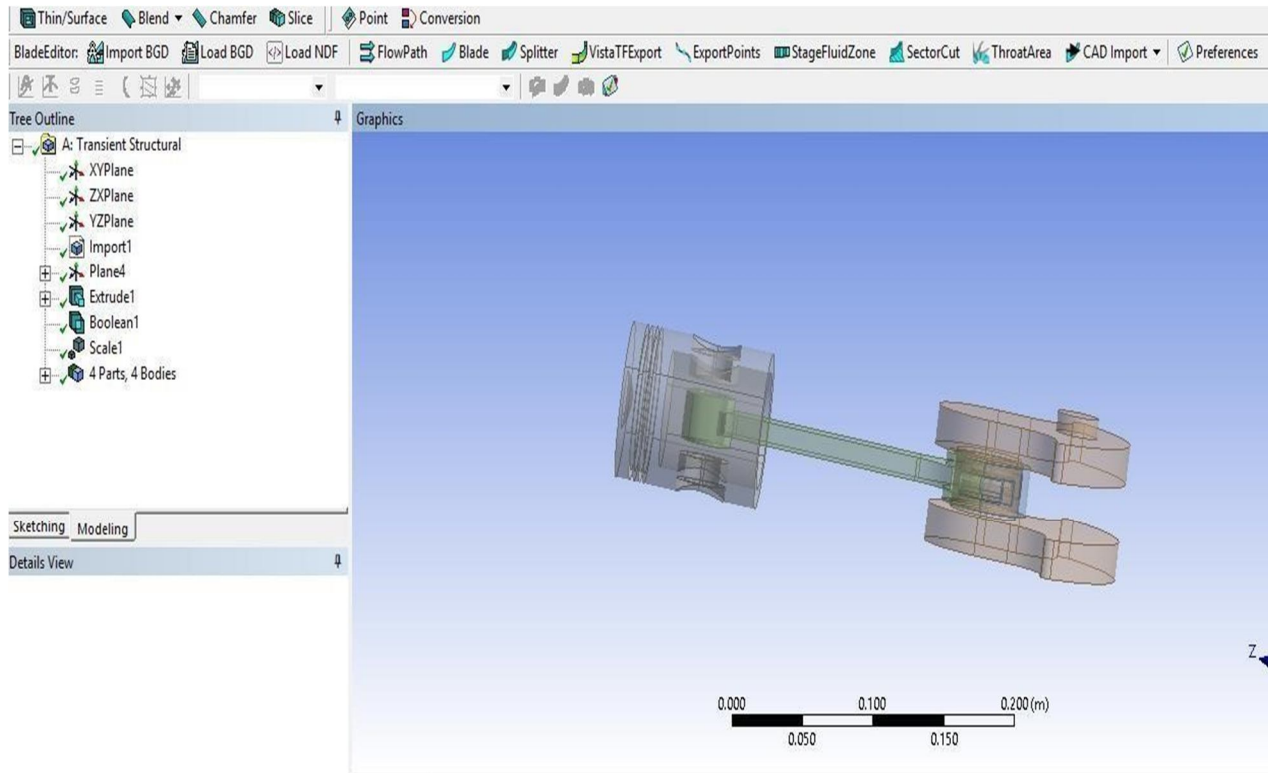 Thin/Surface Blend Chamfer Slice Point Conversion
BladeEditor: Import BGD Load BGD Load NDF FlowPath Blade Splitter VistaTFExport ExportPoints StageFluidZone SectorCut ThroatArea CAD Import Preferences
Tree Outline Graphics
A: Transient Structural
XYPlane
ZXPlane
YZPlane
Import1
Plane4
Extrude1
Boolean1
Scale1
4 Parts, 4 Bodies
Sketching Modeling
Details View
Z
0.000 0.100 0.200 (m)
0.050 0.150